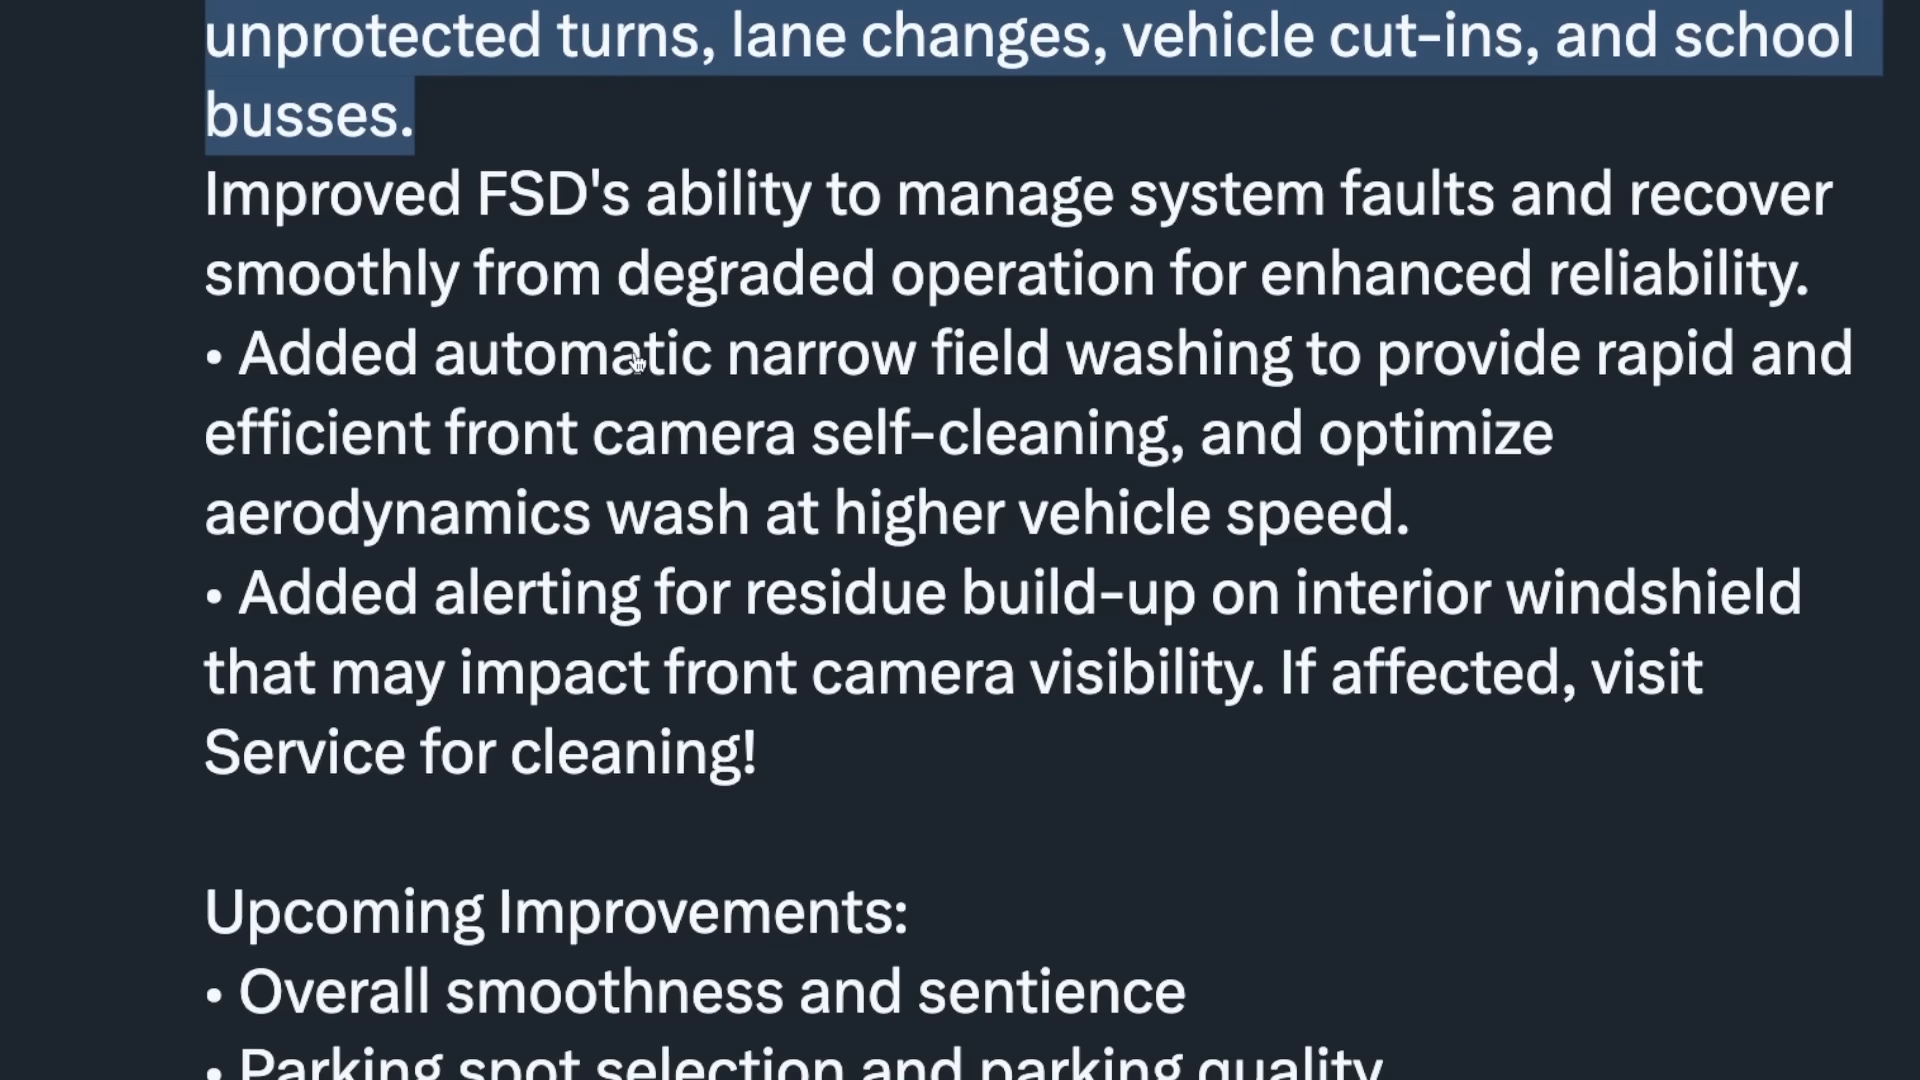 unprotected turns, lane changes, vehicle cut-ins, and school
busses.
Improved FSD's ability to manage system faults and recover
smoothly from degraded operation for enhanced reliability.
• Added automatic narrow field washing to provide rapid and
efficient front camera self-cleaning, and optimize
aerodynamics wash at higher vehicle speed.
• Added alerting for residue build-up on interior windshield
that may impact front camera visibility. If affected, visit
Service for cleaning!
Upcoming Improvements:
• Overall smoothness and sentience
• Parking spot selection and parking quality